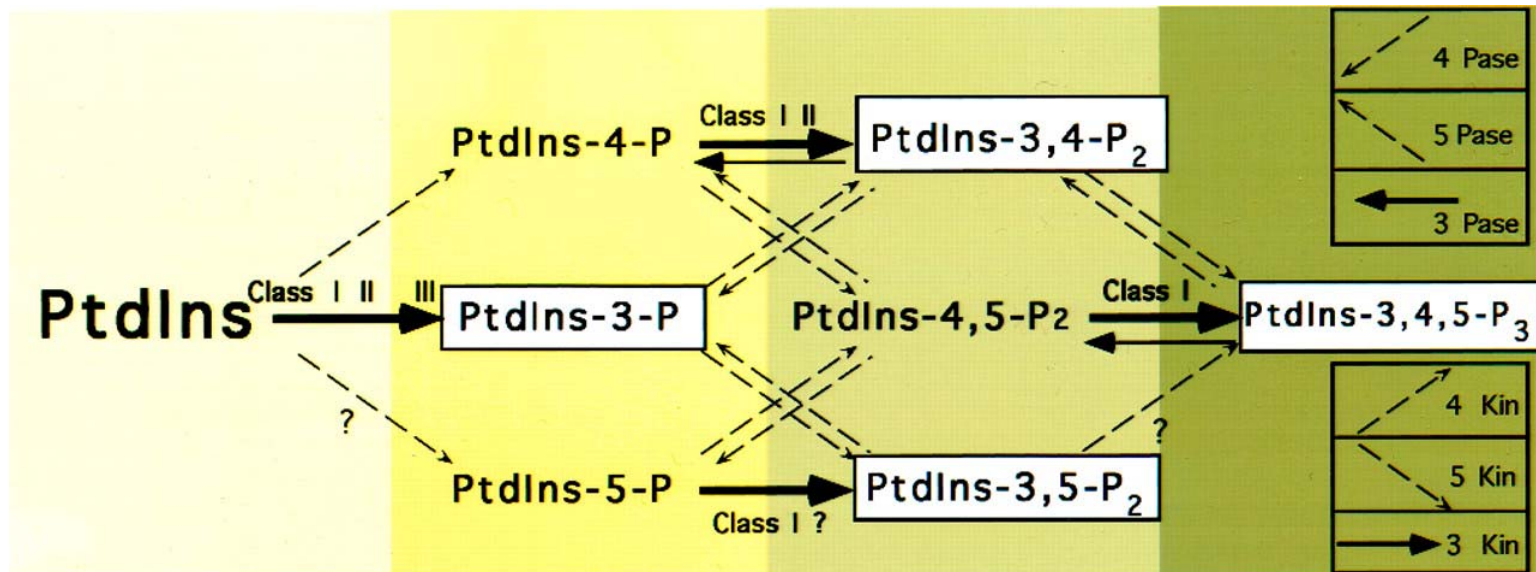 4 Pase
Class I II
PtdIns-4-P
PtdIns-3,4-P2
5 Pase
3 Pase
PtdIns
Class I II III
PtdIns-3-P
PtdIns-4,5-P2
Class I
PtdIns-3,4,5-P3
?
?
4 Kin
5 Kin
PtdIns-5-P
PtdIns-3,5-P2
Class I ?
3 Kin